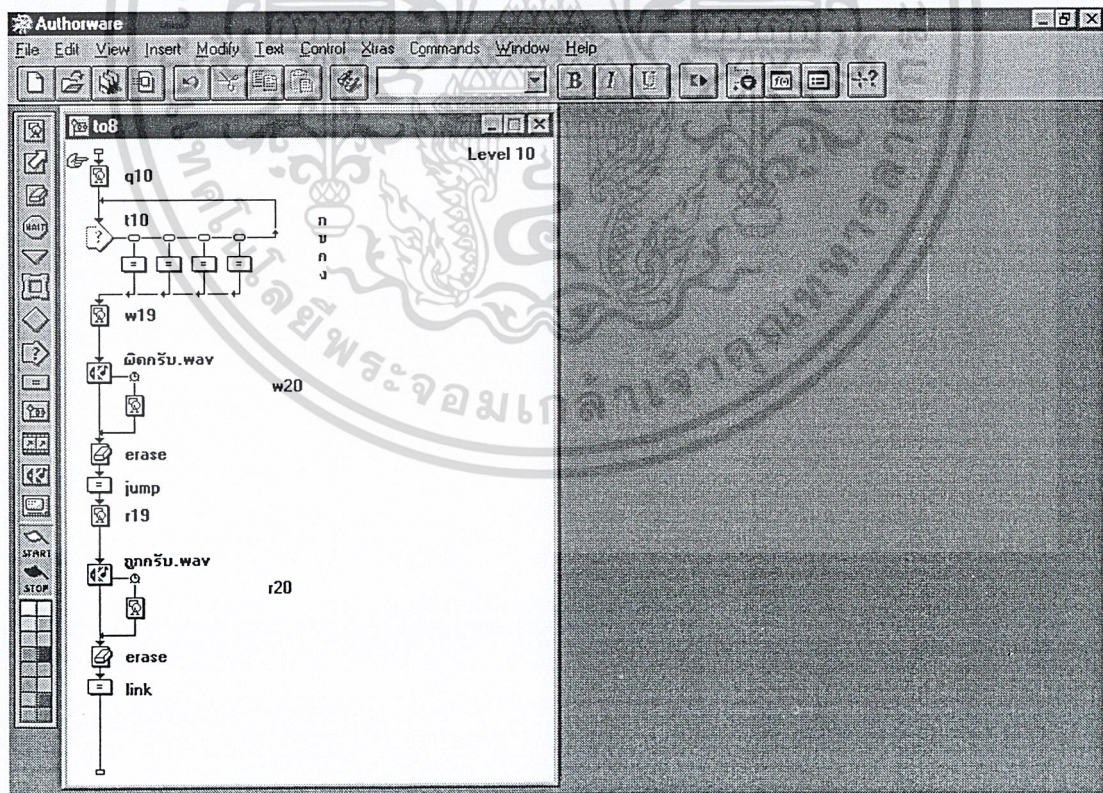 Authorware
File Edit View Insert Modify Text Control Xtras Commands Window Help
B I U
to8
Level 10
q10
t10
ก
ข
ค
ง
w19
ผิดครับ.wav
w20
erase
jump
r19
ถูกครับ.wav
r20
erase
link
WAIT
START
STOP